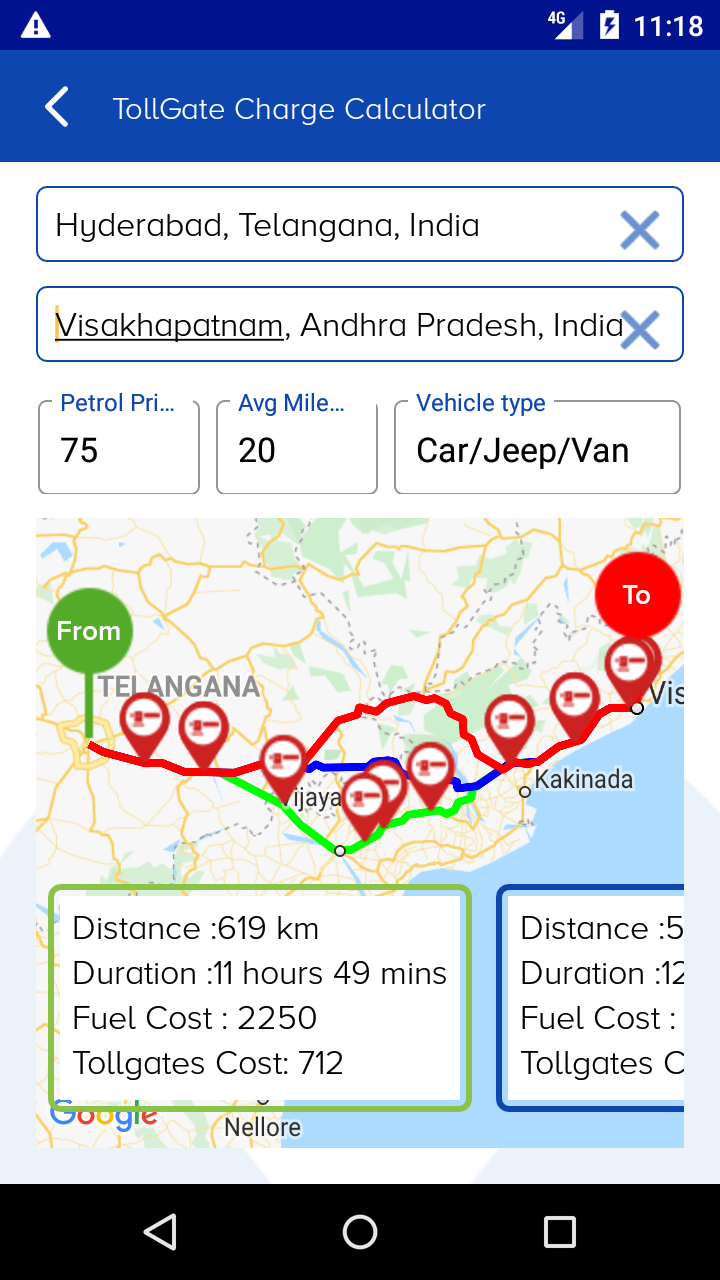 4G 11:18
TollGate Charge Calculator
Hyderabad, Telangana, India
Visakhapatnam, Andhra Pradesh, India
Petrol Pri... Avg Mile... Vehicle type
75 20 Car/Jeep/Van
To
From
TELANGANA
Vis
Kakinada
Vijaya
Distance :619 km
Duration :11 hours 49 mins
Fuel Cost : 2250
Tollgates Cost: 712
Distance :5
Duration :12
Fuel Cost :
Tollgates C
Google
Nellore